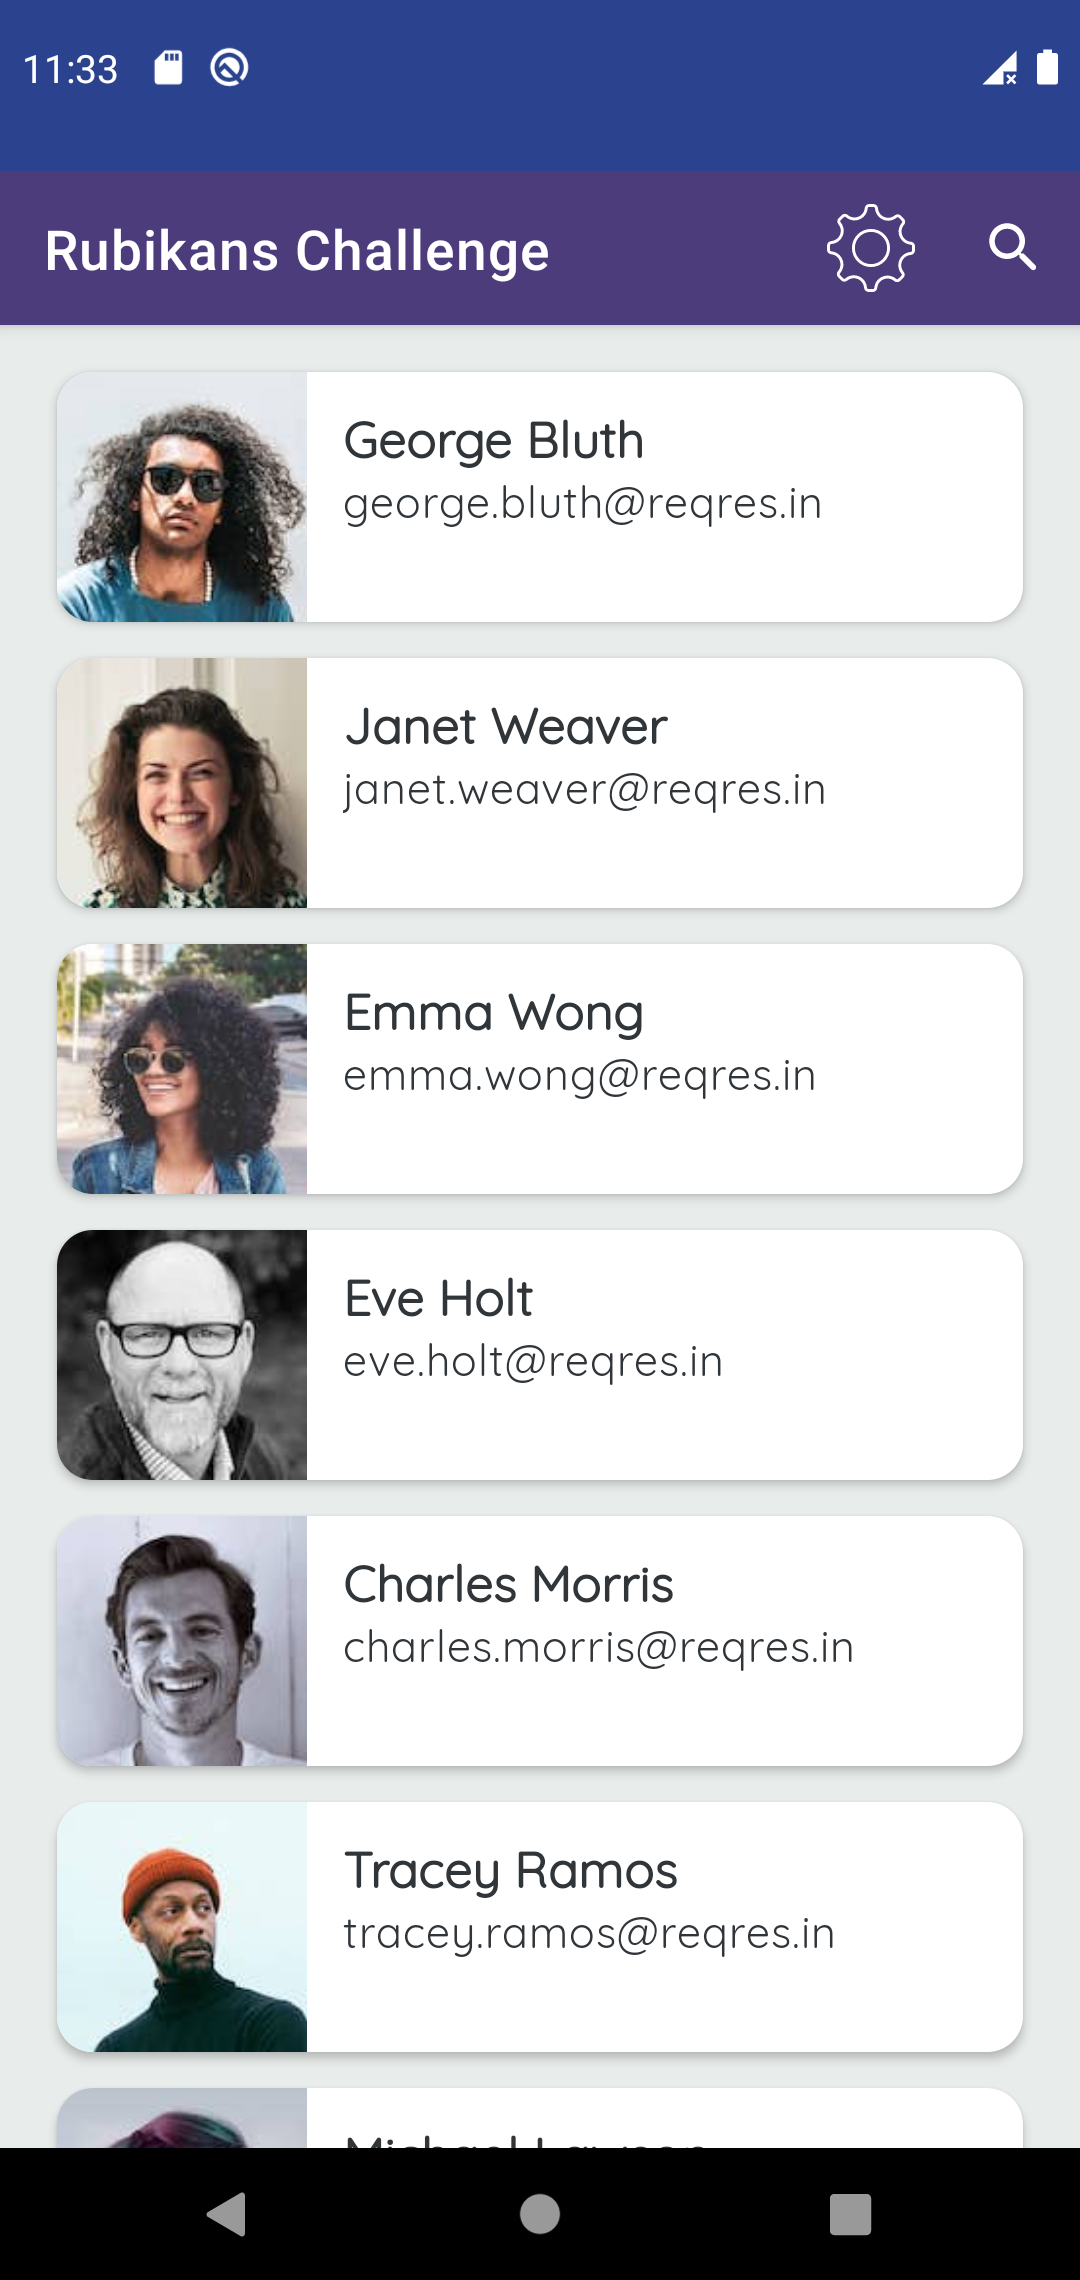 11:33
Rubikans Challenge
George Bluth
george.bluth@reqres.in
Janet Weaver
janet.weaver@reqres.in
Emma Wong
emma.wong@reqres.in
Eve Holt
eve.holt@reqres.in
Charles Morris
charles.morris@reqres.in
Tracey Ramos
tracey.ramos@reqres.in
Michael Lawson